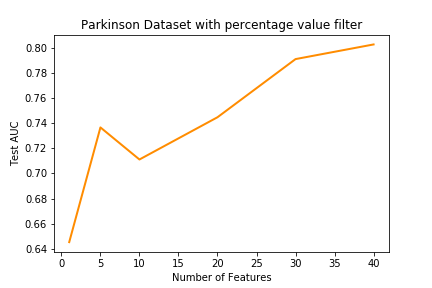 Parkinson Dataset with percentage value filter
0.80
0.78
0.76
0.74
0.72
0.70
0.68
0.66
0.64
Test AUC
0 5 10 15 20 25 30 35 40
Number of Features